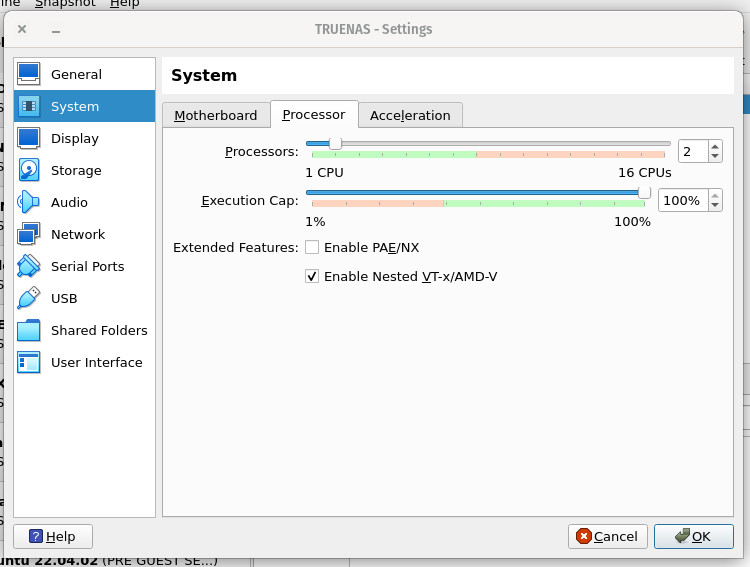 Snapshot Help
TRUENAS - Settings
General
System
Display
Storage
Audio
Network
Serial Ports
USB
Shared Folders
User Interface
System
Motherboard Processor Acceleration
Processors: 2
1 CPU 16 CPUs
Execution Cap: 100%
1% 100%
Extended Features: Enable PAE/NX
Enable Nested VT-x/AMD-V
Help Cancel OK
untu 22.04.02 (PRE GUEST SE...)